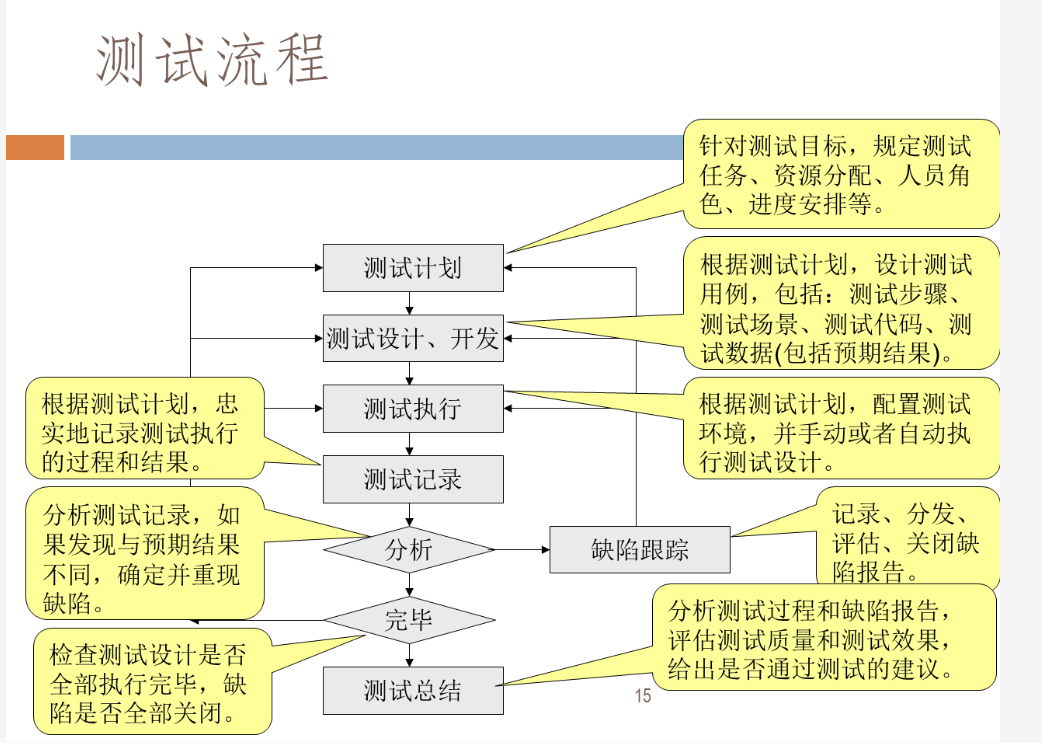 测试流程
针对测试目标，规定测试
任务、资源分配、人员角
色、进度安排等。
测试计划
根据测试计划，设计测试
用例，包括：测试步骤、
测试场景、测试代码、测
试数据(包括预期结果)。
测试设计、开发
根据测试计划，配置测试
环境，并手动或者自动执
行测试设计。
测试执行
根据测试计划，忠
实地记录测试执行
的过程和结果。
测试记录
分析测试记录，如
果发现与预期结果
不同，确定并重现
缺陷。
分析
缺陷跟踪
记录、分发、
评估、关闭缺
陷报告。
完毕
检查测试设计是否
全部执行完毕，缺
陷是否全部关闭。
分析测试过程和缺陷报告，
评估测试质量和测试效果，
给出是否通过测试的建议。
测试总结
15